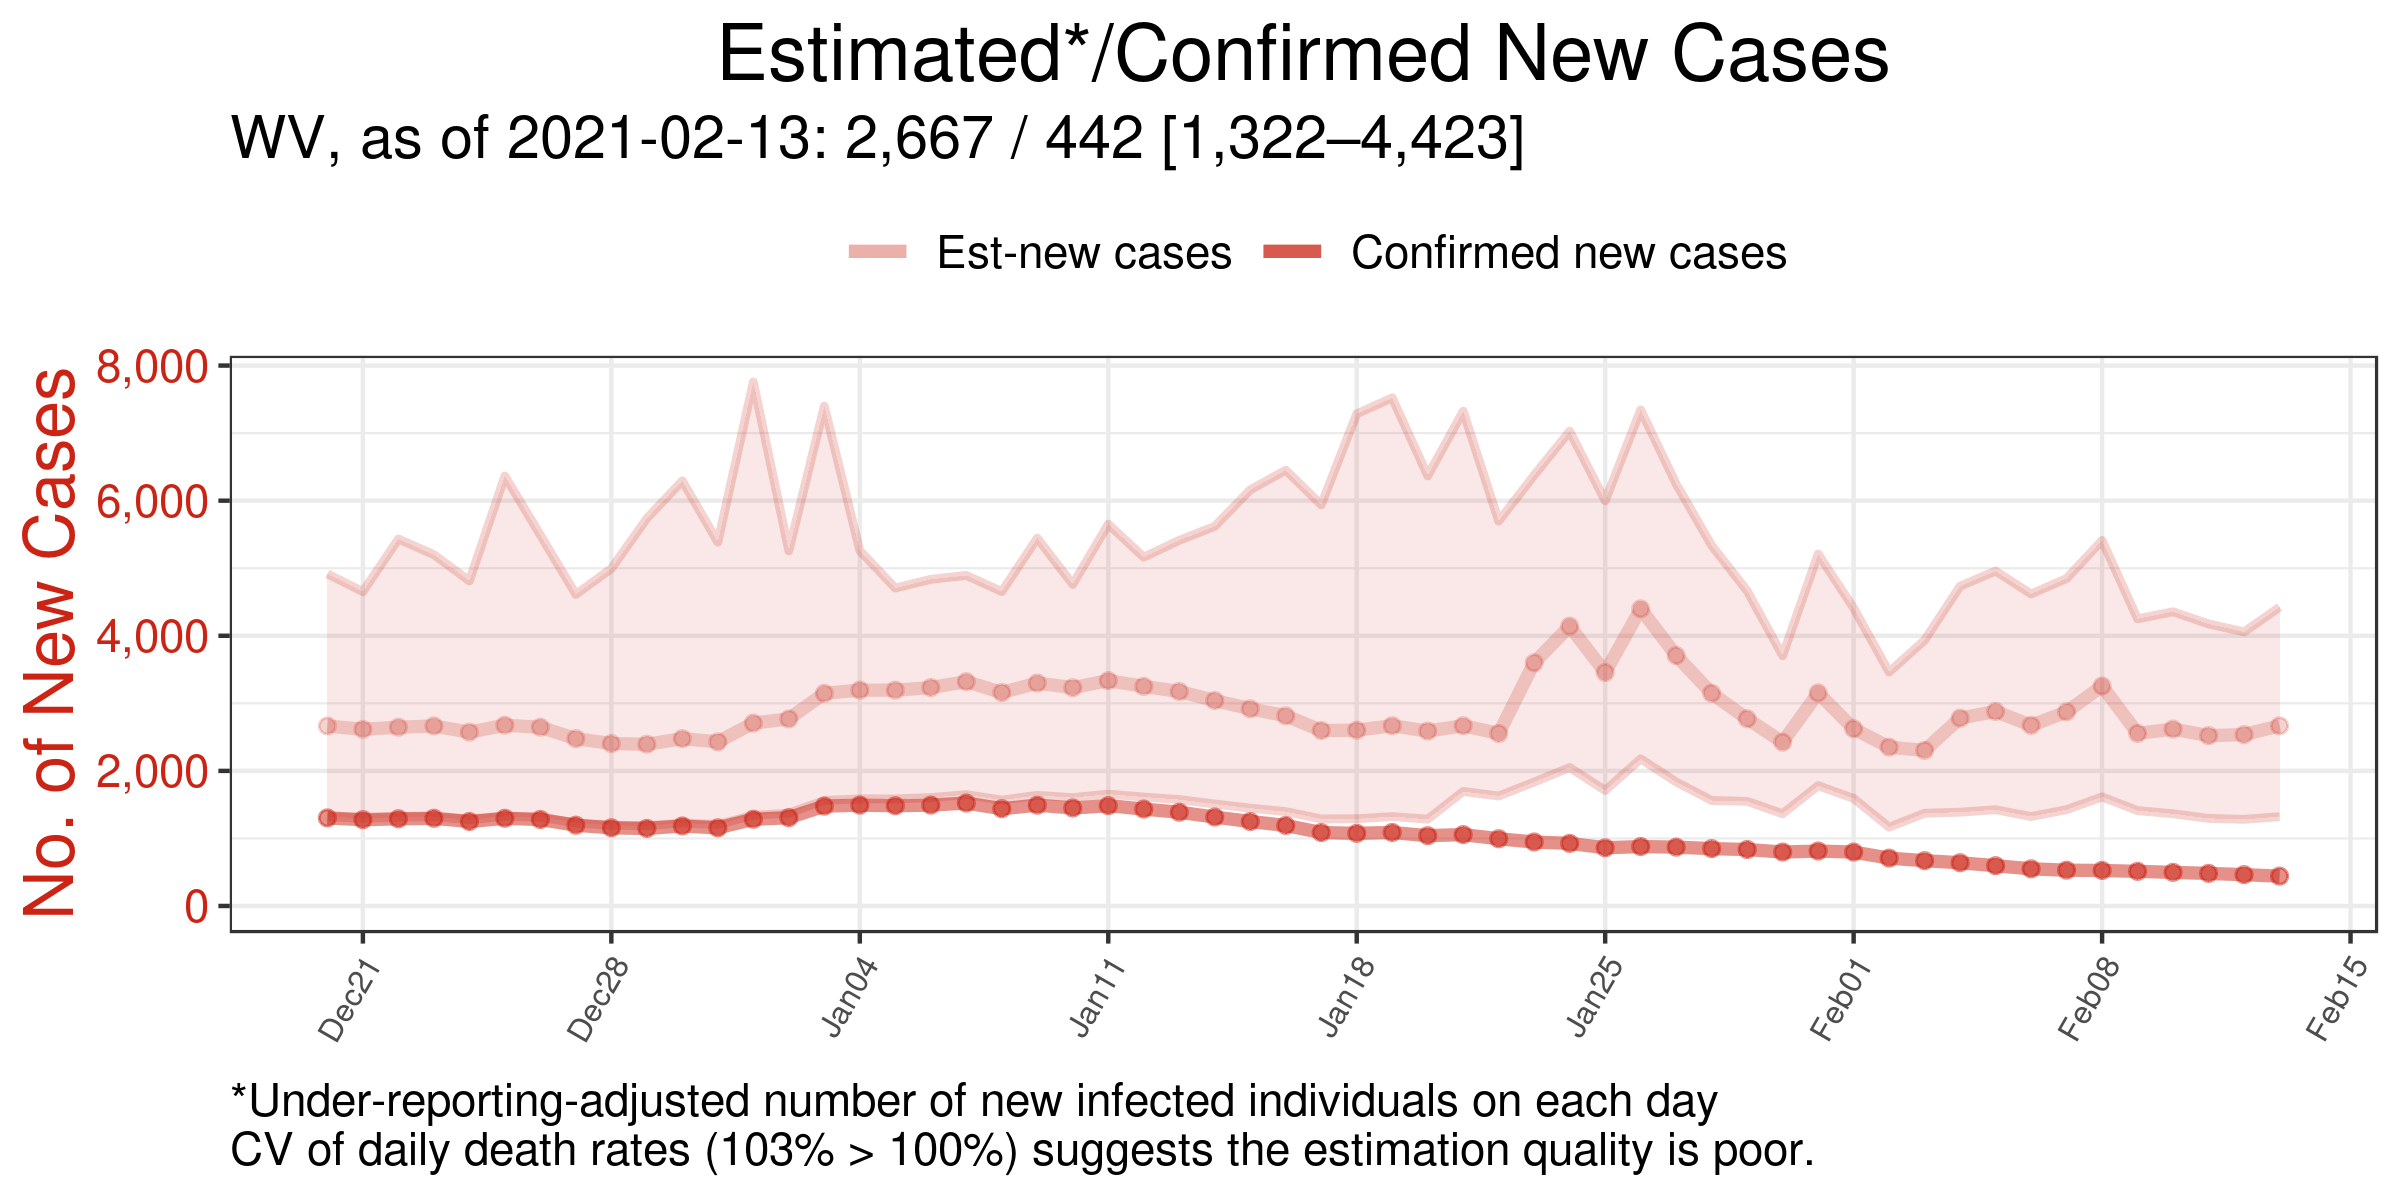 Estimated*/Confirmed New Cases
WV, as of 2021-02-13: 2,667 / 442 [1,322–4,423]
Est-new cases
Confirmed new cases
No. of New Cases
8,000
6,000
4,000
2,000
0
Dec21
Dec28
Jan04
Jan11
Jan18
Jan25
Feb01
Feb08
Feb15
*Under-reporting-adjusted number of new infected individuals on each day
CV of daily death rates (103% > 100%) suggests the estimation quality is poor.